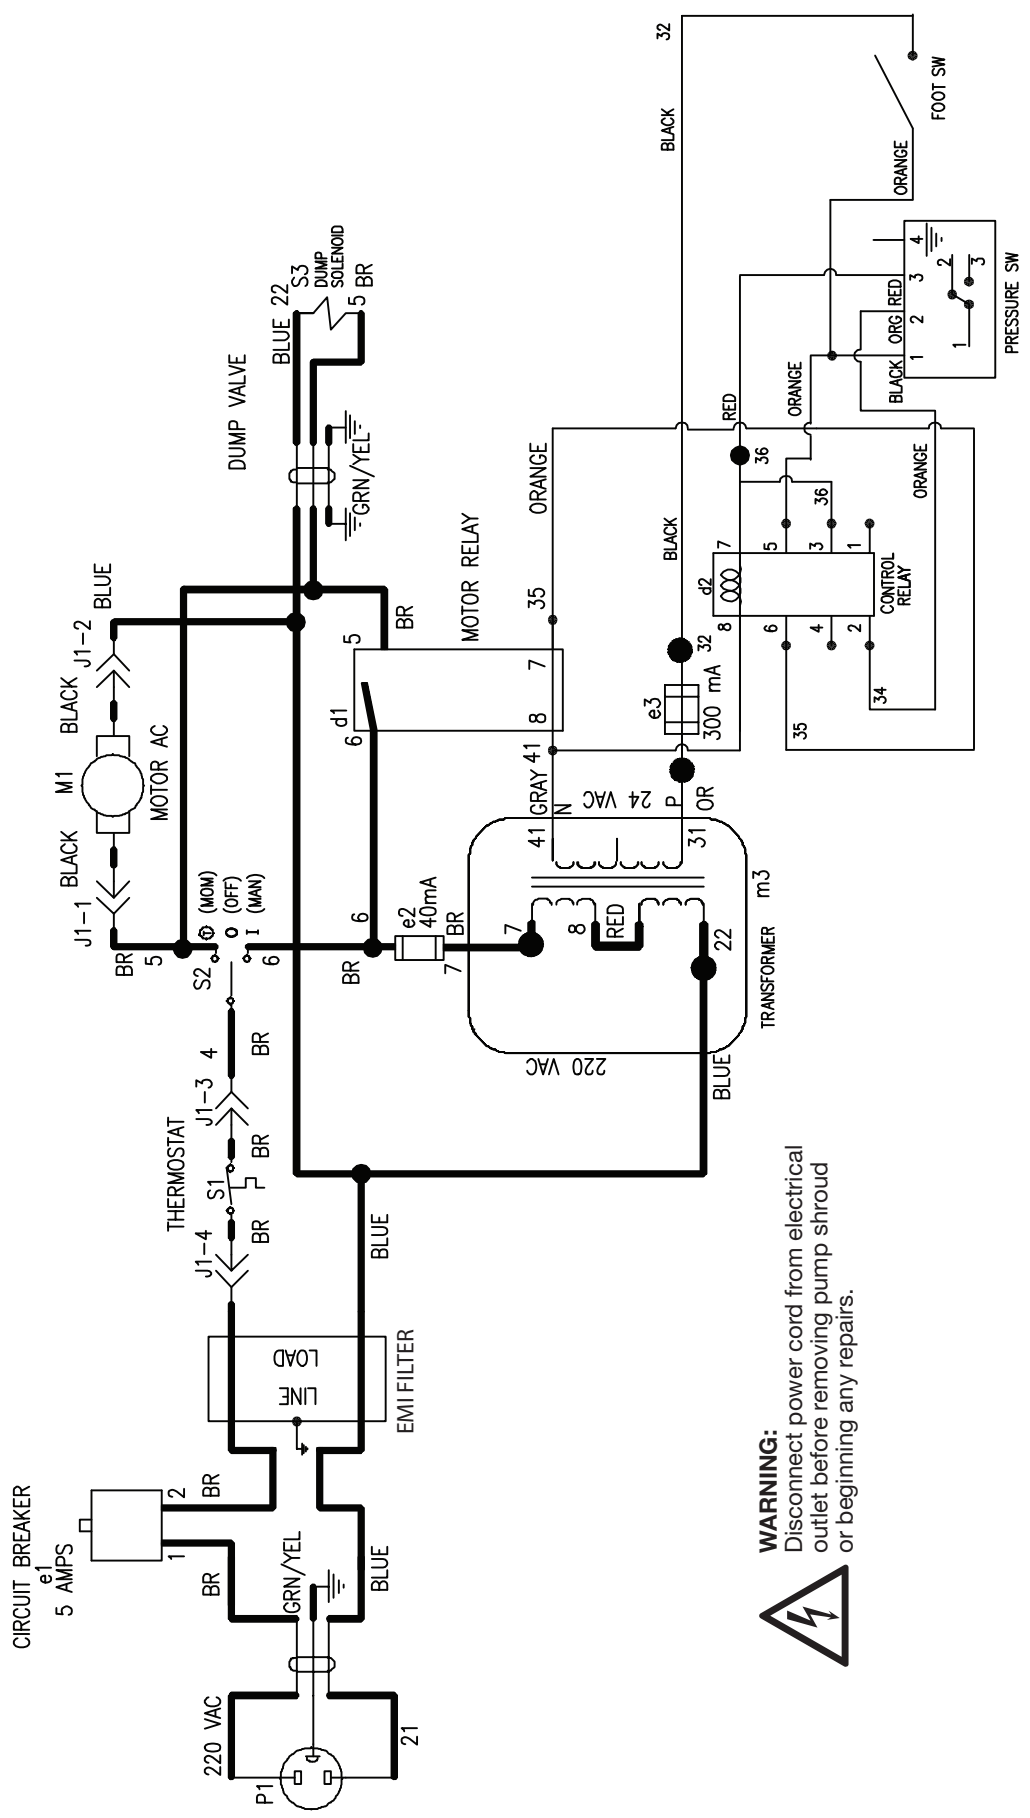 CIRCUIT BREAKER
e1
5 AMPS
1
2
BR
BR
220 VAC
P1
21
GRN/YEL
BLUE
LINE
LOAD
EMI FILTER
BLUE
THERMOSTAT
J1-4
BR
S1
BR
J1-3
4
BR
S2
(MOM)
(OFF)
(MAN)
O
I
5
BR
6
J1-1
BLACK
M1
MOTOR AC
BLACK
J1-2
BLUE
DUMP VALVE
BLUE
22
S3
DUMP
SOLENOID
5
BR
GRN/YEL
BR
6
e2
40mA
7
BR
d1
6
5
BR
MOTOR RELAY
8
7
220 VAC
BLUE
7
8
RED
22
TRANSFORMER
m3
41
31
24 VAC
N
P
GRAY
41
OR
35
ORANGE
e3
300 mA
32
BLACK
BLACK
32
d2
8
7
6
5
4
3
2
1
CONTROL
RELAY
35
34
36
36
RED
ORANGE
ORANGE
BLACK
ORG
RED
1
2
3
4
1
2
3
PRESSURE SW
ORANGE
FOOT SW
WARNING:
Disconnect power cord from electrical
outlet before removing pump shroud
or beginning any repairs.